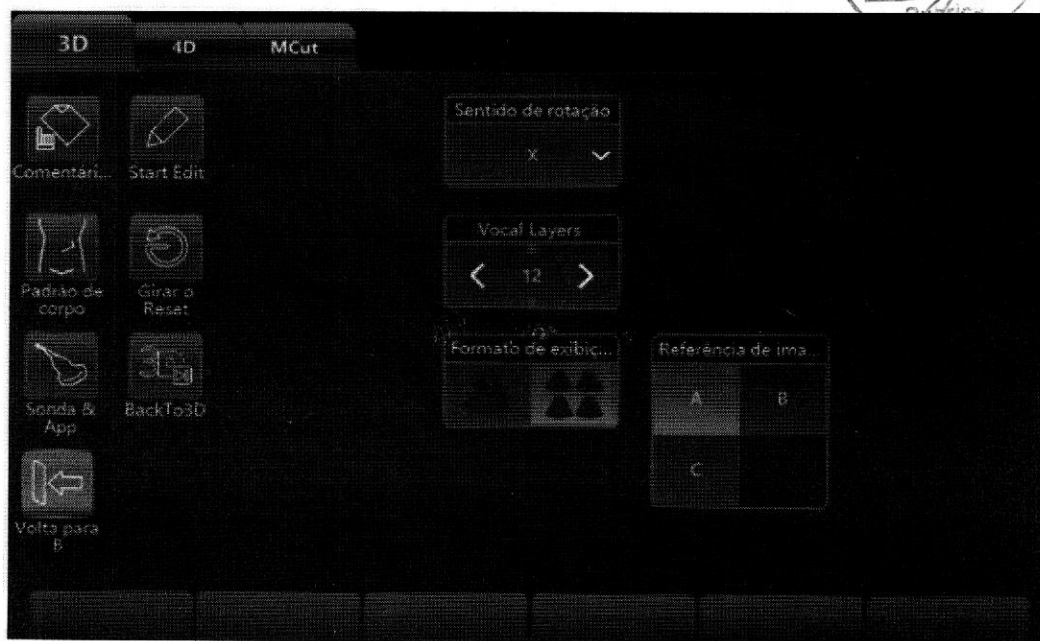 3D
4D
MCut
Comentári...
Start Edit
Sentido de rotação
X
Vocal Layers
12
Padrão de
corpo
Girar o
Reset
Formato de exibiç...
Referência de ima...
A
B
C
Sonda &
App
BackTo3D
Volta para
B